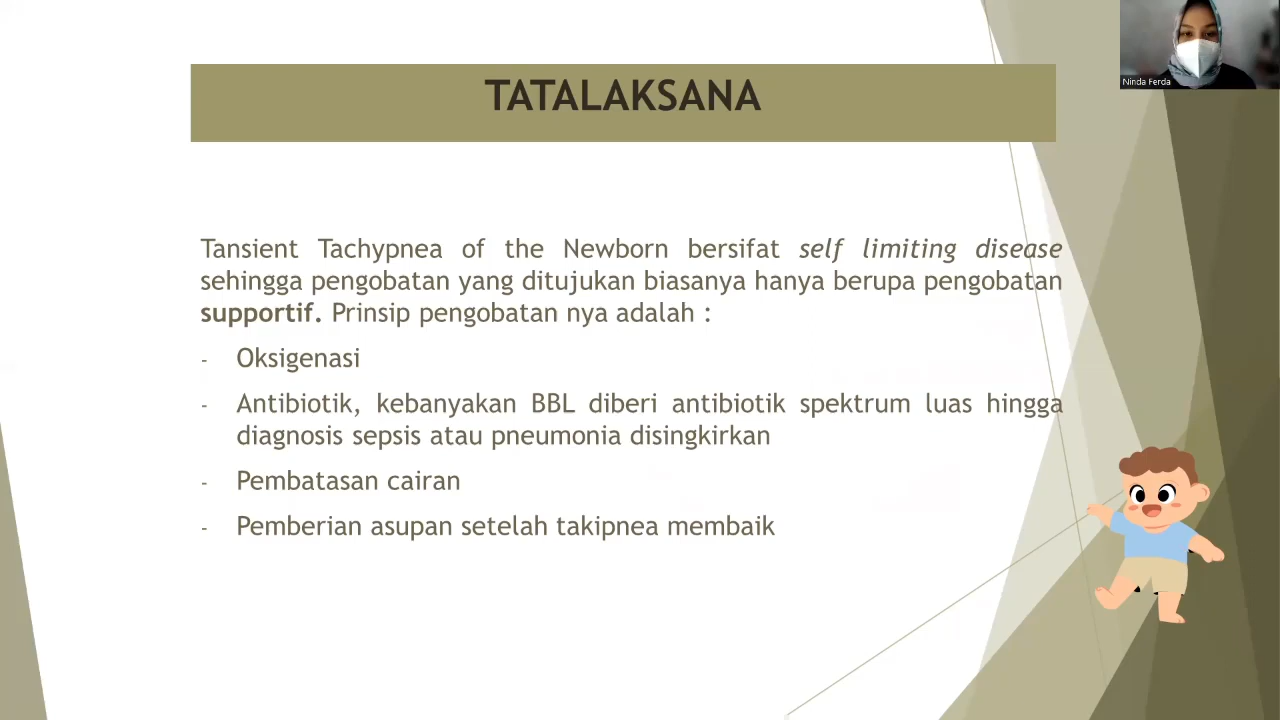 TATALAKSANA
Ninda Ferda
Tansient Tachypnea of the Newborn bersifat self limiting disease
sehingga pengobatan yang ditujukan biasanya hanya berupa pengobatan
supportif. Prinsip pengobatan nya adalah :
- Oksigenasi
- Antibiotik, kebanyakan BBL diberi antibiotik spektrum luas hingga
diagnosis sepsis atau pneumonia disingkirkan
- Pembatasan cairan
- Pemberian asupan setelah takipnea membaik